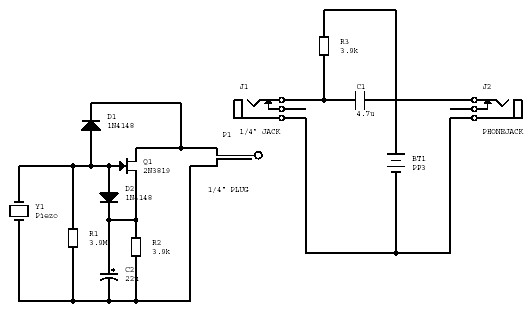 R3
3.9k
J1
C1
J2
4.7u
D1
1N4148
P1
1/4" JACK
PHONEJACK
Q1
2N3819
BT1
PP3
D2
1N4148
1/4" PLUG
Y1
Piezo
R1
3.9M
R2
3.9k
C2
22u